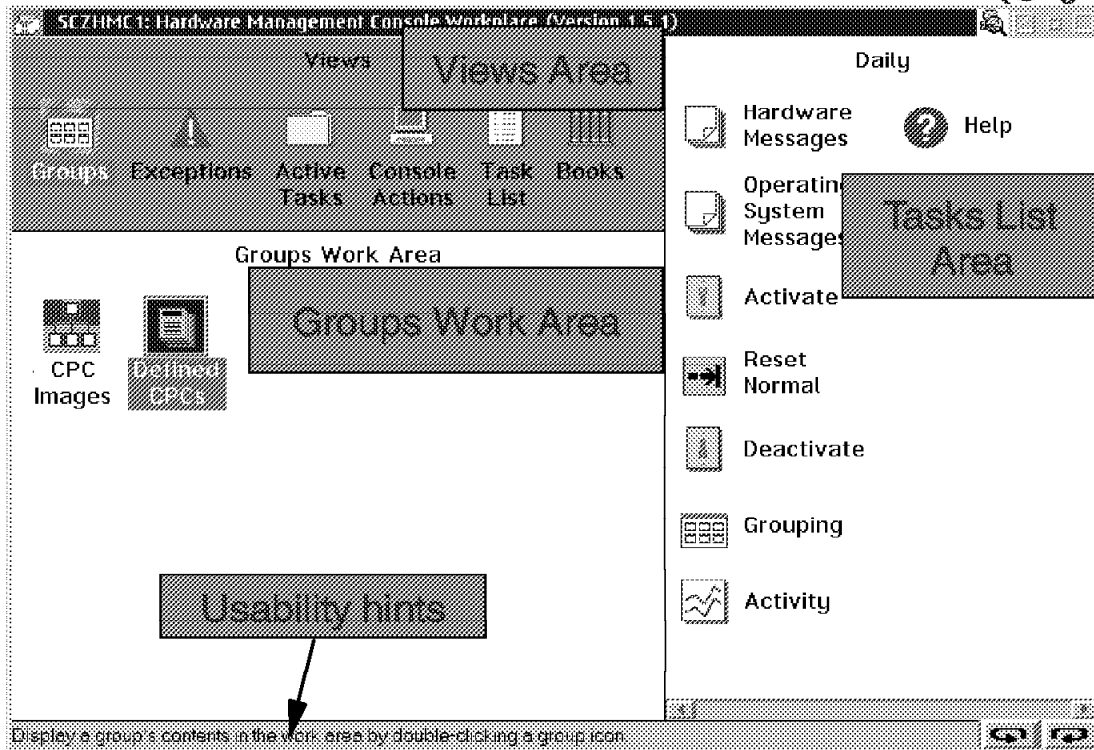 SCZHMC1: Hardware Management Console Workplace (Version 1.5.1)
Views
Views Area
Groups
Exceptions
Active
Tasks
Console
Actions
Task
List
Books
Groups Work Area
Groups Work Area
CPC
Images
Defined
CPCs
Usability hints
Display a group's contents in the work area by double-clicking a group icon.
Daily
Hardware
Messages
Help
Operating
System
Messages
Tasks List
Area
Activate
Reset
Normal
Deactivate
Grouping
Activity